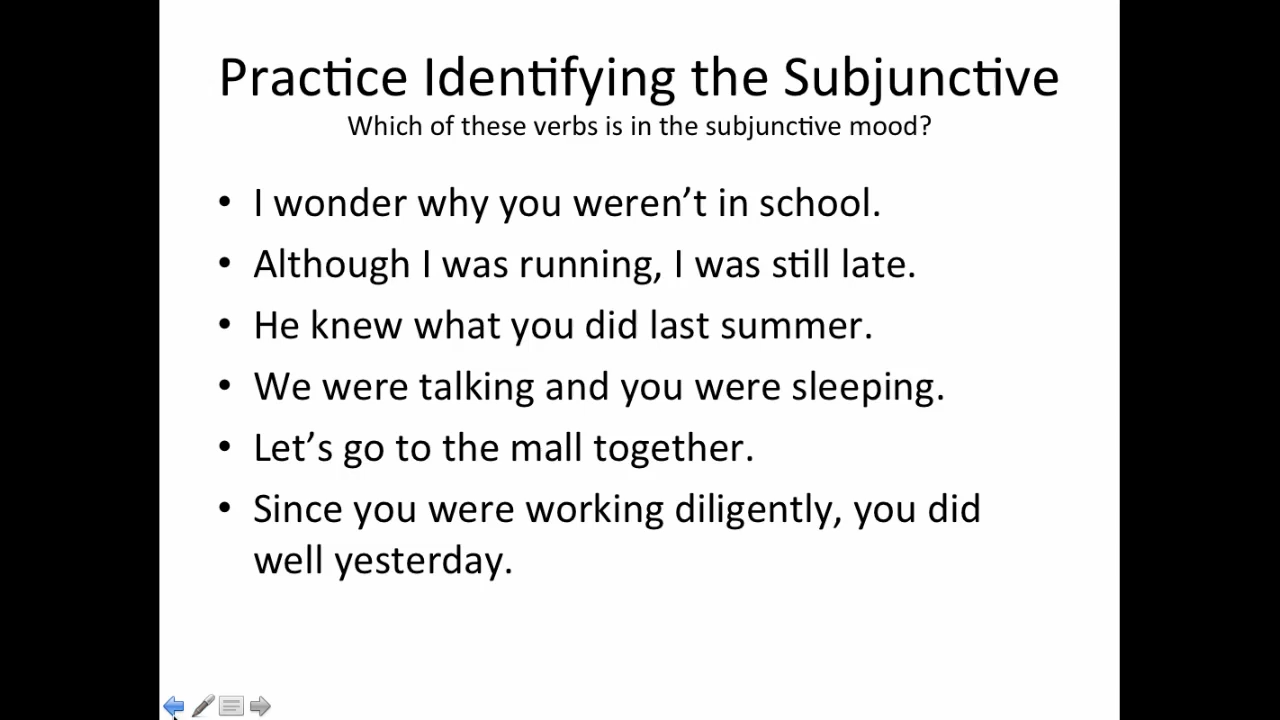 Practice Identifying the Subjunctive
Which of these verbs is in the subjunctive mood?
• I wonder why you weren’t in school.
• Although I was running, I was still late.
• He knew what you did last summer.
• We were talking and you were sleeping.
• Let’s go to the mall together.
• Since you were working diligently, you did
well yesterday.